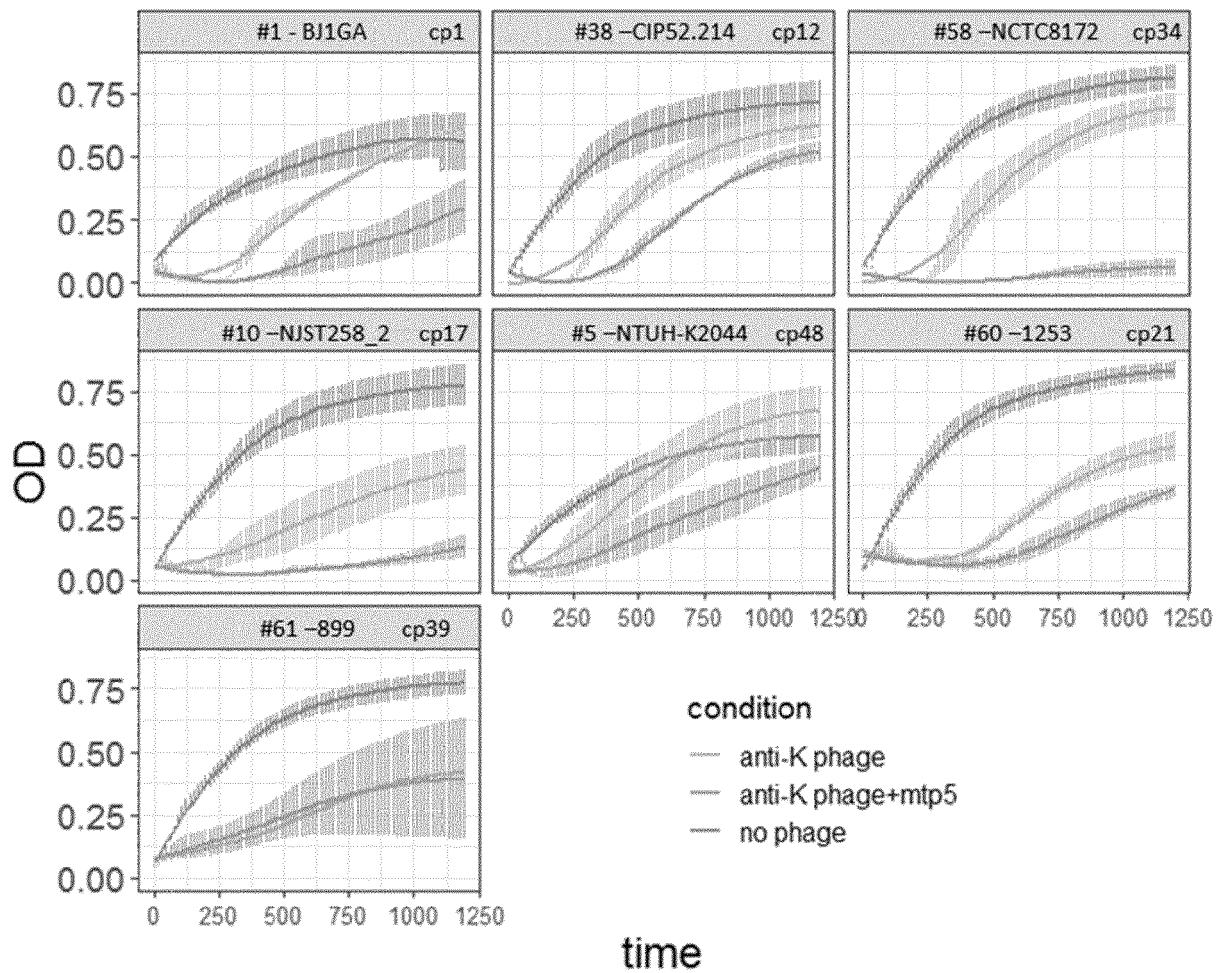 #1 - BJ1GA cp1
#38 –CIP52.214 cp12
#58 –NCTC8172 cp34
0.75
0.50
0.25
0.00
#10 –NJST258_2 cp17
#5 –NTUH-K2044 cp48
#60 –1253 cp21
OD
0.75
0.50
0.25
0.00
0 250 500 750 1000 1250
0 250 500 750 1000 1250
#61 –899 cp39
0.75
0.50
0.25
0.00
0 250 500 750 1000 1250
condition
anti-K phage
anti-K phage+mtp5
no phage
time